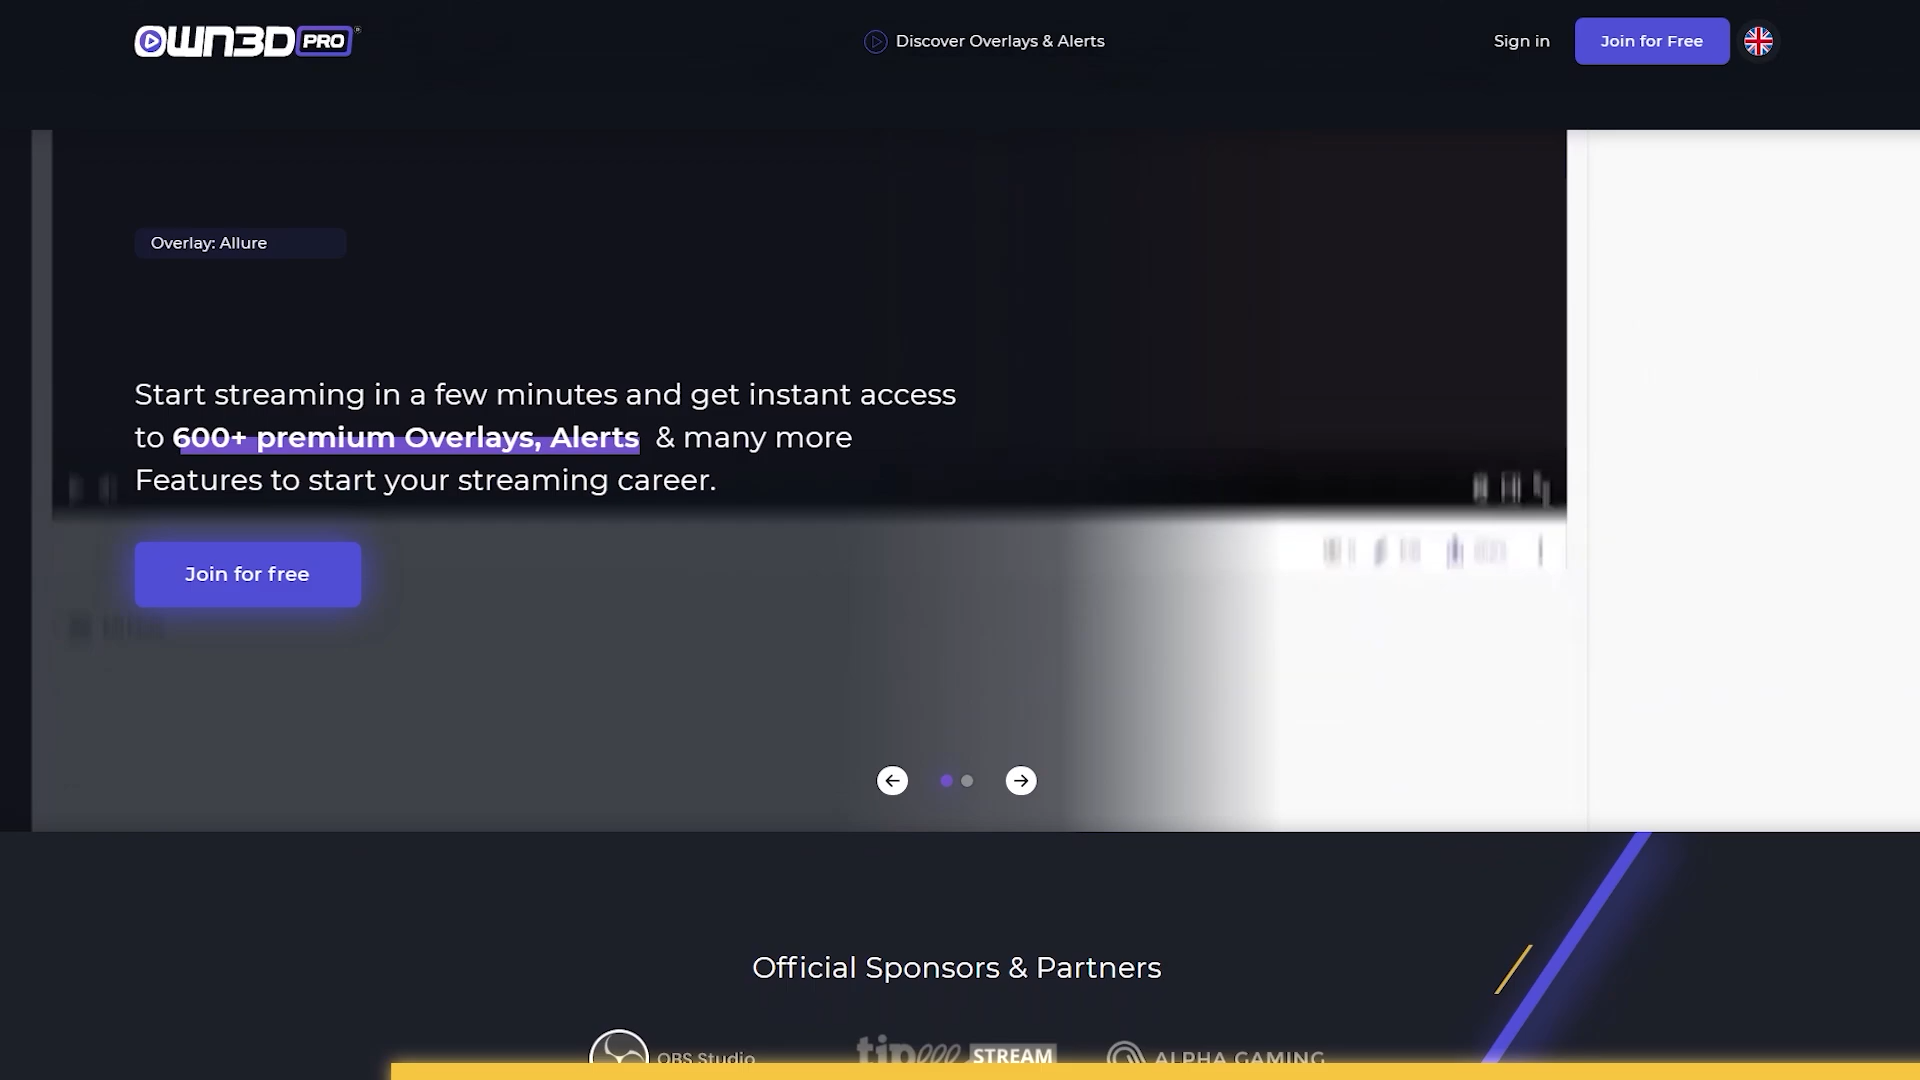 OWN3D PRO
Discover Overlays & Alerts
Sign in
Join for Free
Overlay: Allure
Start streaming in a few minutes and get instant access
to 600+ premium Overlays, Alerts & many more
Features to start your streaming career.
Join for free
Official Sponsors & Partners
OBS Studio
tipeee STREAM
ALPHA GAMING